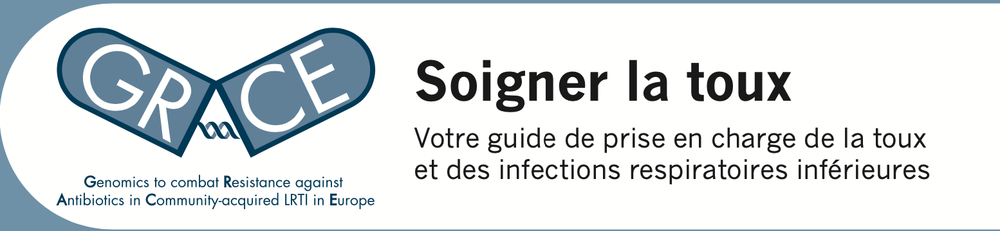 GRACE
Genomics to combat Resistance against
Antibiotics in Community-acquired LRTI in Europe
Soigner la toux
Votre guide de prise en charge de la toux
et des infections respiratoires inférieures